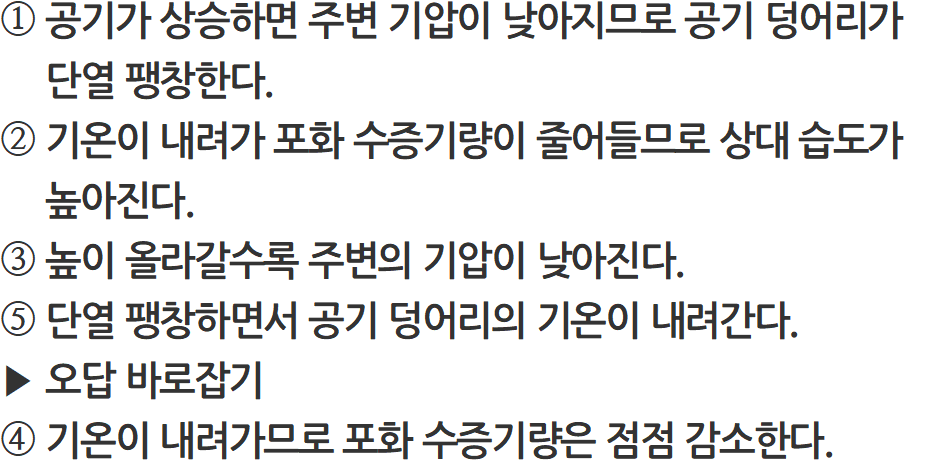 ① 공기가 상승하면 주변 기압이 낮아지므로 공기 덩어리가
단열 팽창한다.
② 기온이 내려가 포화 수증기량이 줄어들므로 상대 습도가
높아진다.
③ 높이 올라갈수록 주변의 기압이 낮아진다.
⑤ 단열 팽창하면서 공기 덩어리의 기온이 내려간다.
▶ 오답 바로잡기
④ 기온이 내려가므로 포화 수증기량은 점점 감소한다.